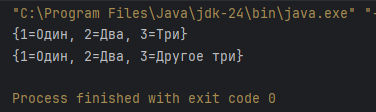 "C:\Program Files\Java\jdk-24\bin\java.exe" "-
{1=Один, 2=Два, 3=Три}
{1=Один, 2=Два, 3=Другое три}
Process finished with exit code 0